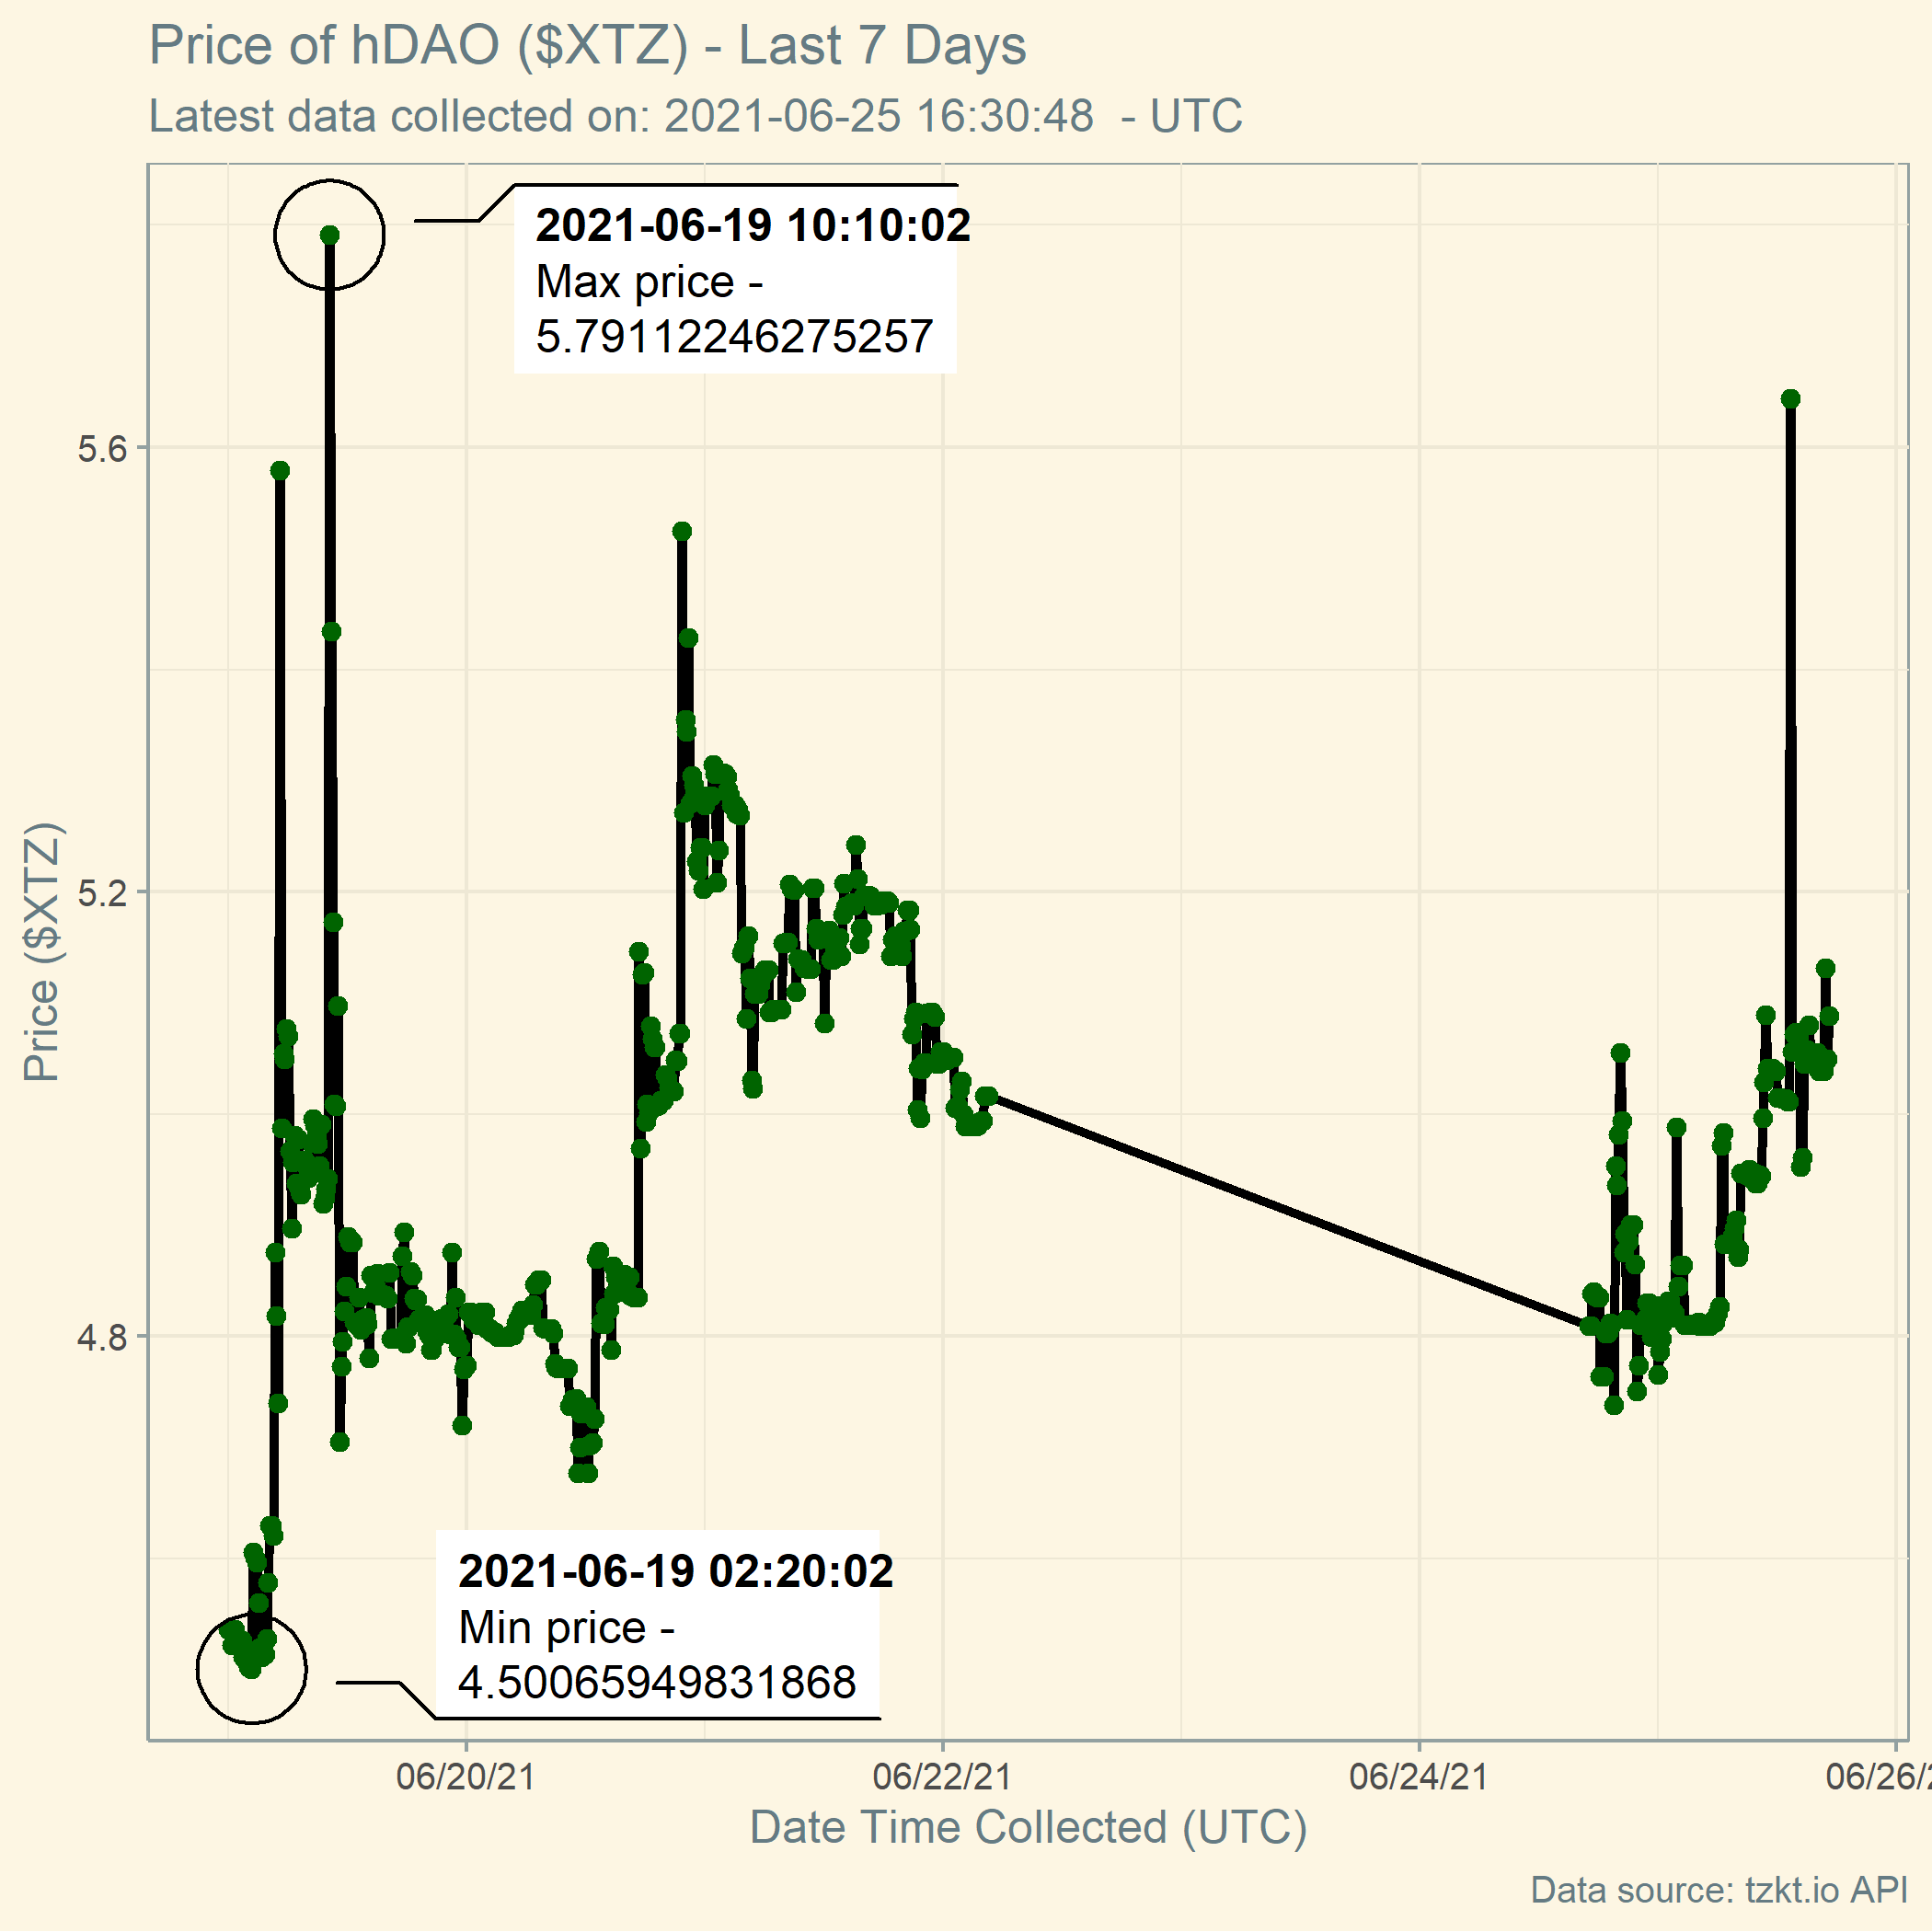 Price of hDAO ($XTZ) - Last 7 Days
Latest data collected on: 2021-06-25 16:30:48  - UTC
2021-06-19 10:10:02
Max price -
5.79112246275257
5.6
5.2
4.8
Price ($XTZ)
2021-06-19 02:20:02
Min price -
4.50065949831868
06/20/21
06/22/21
06/24/21
06/26/2
Date Time Collected (UTC)
Data source: tzkt.io API